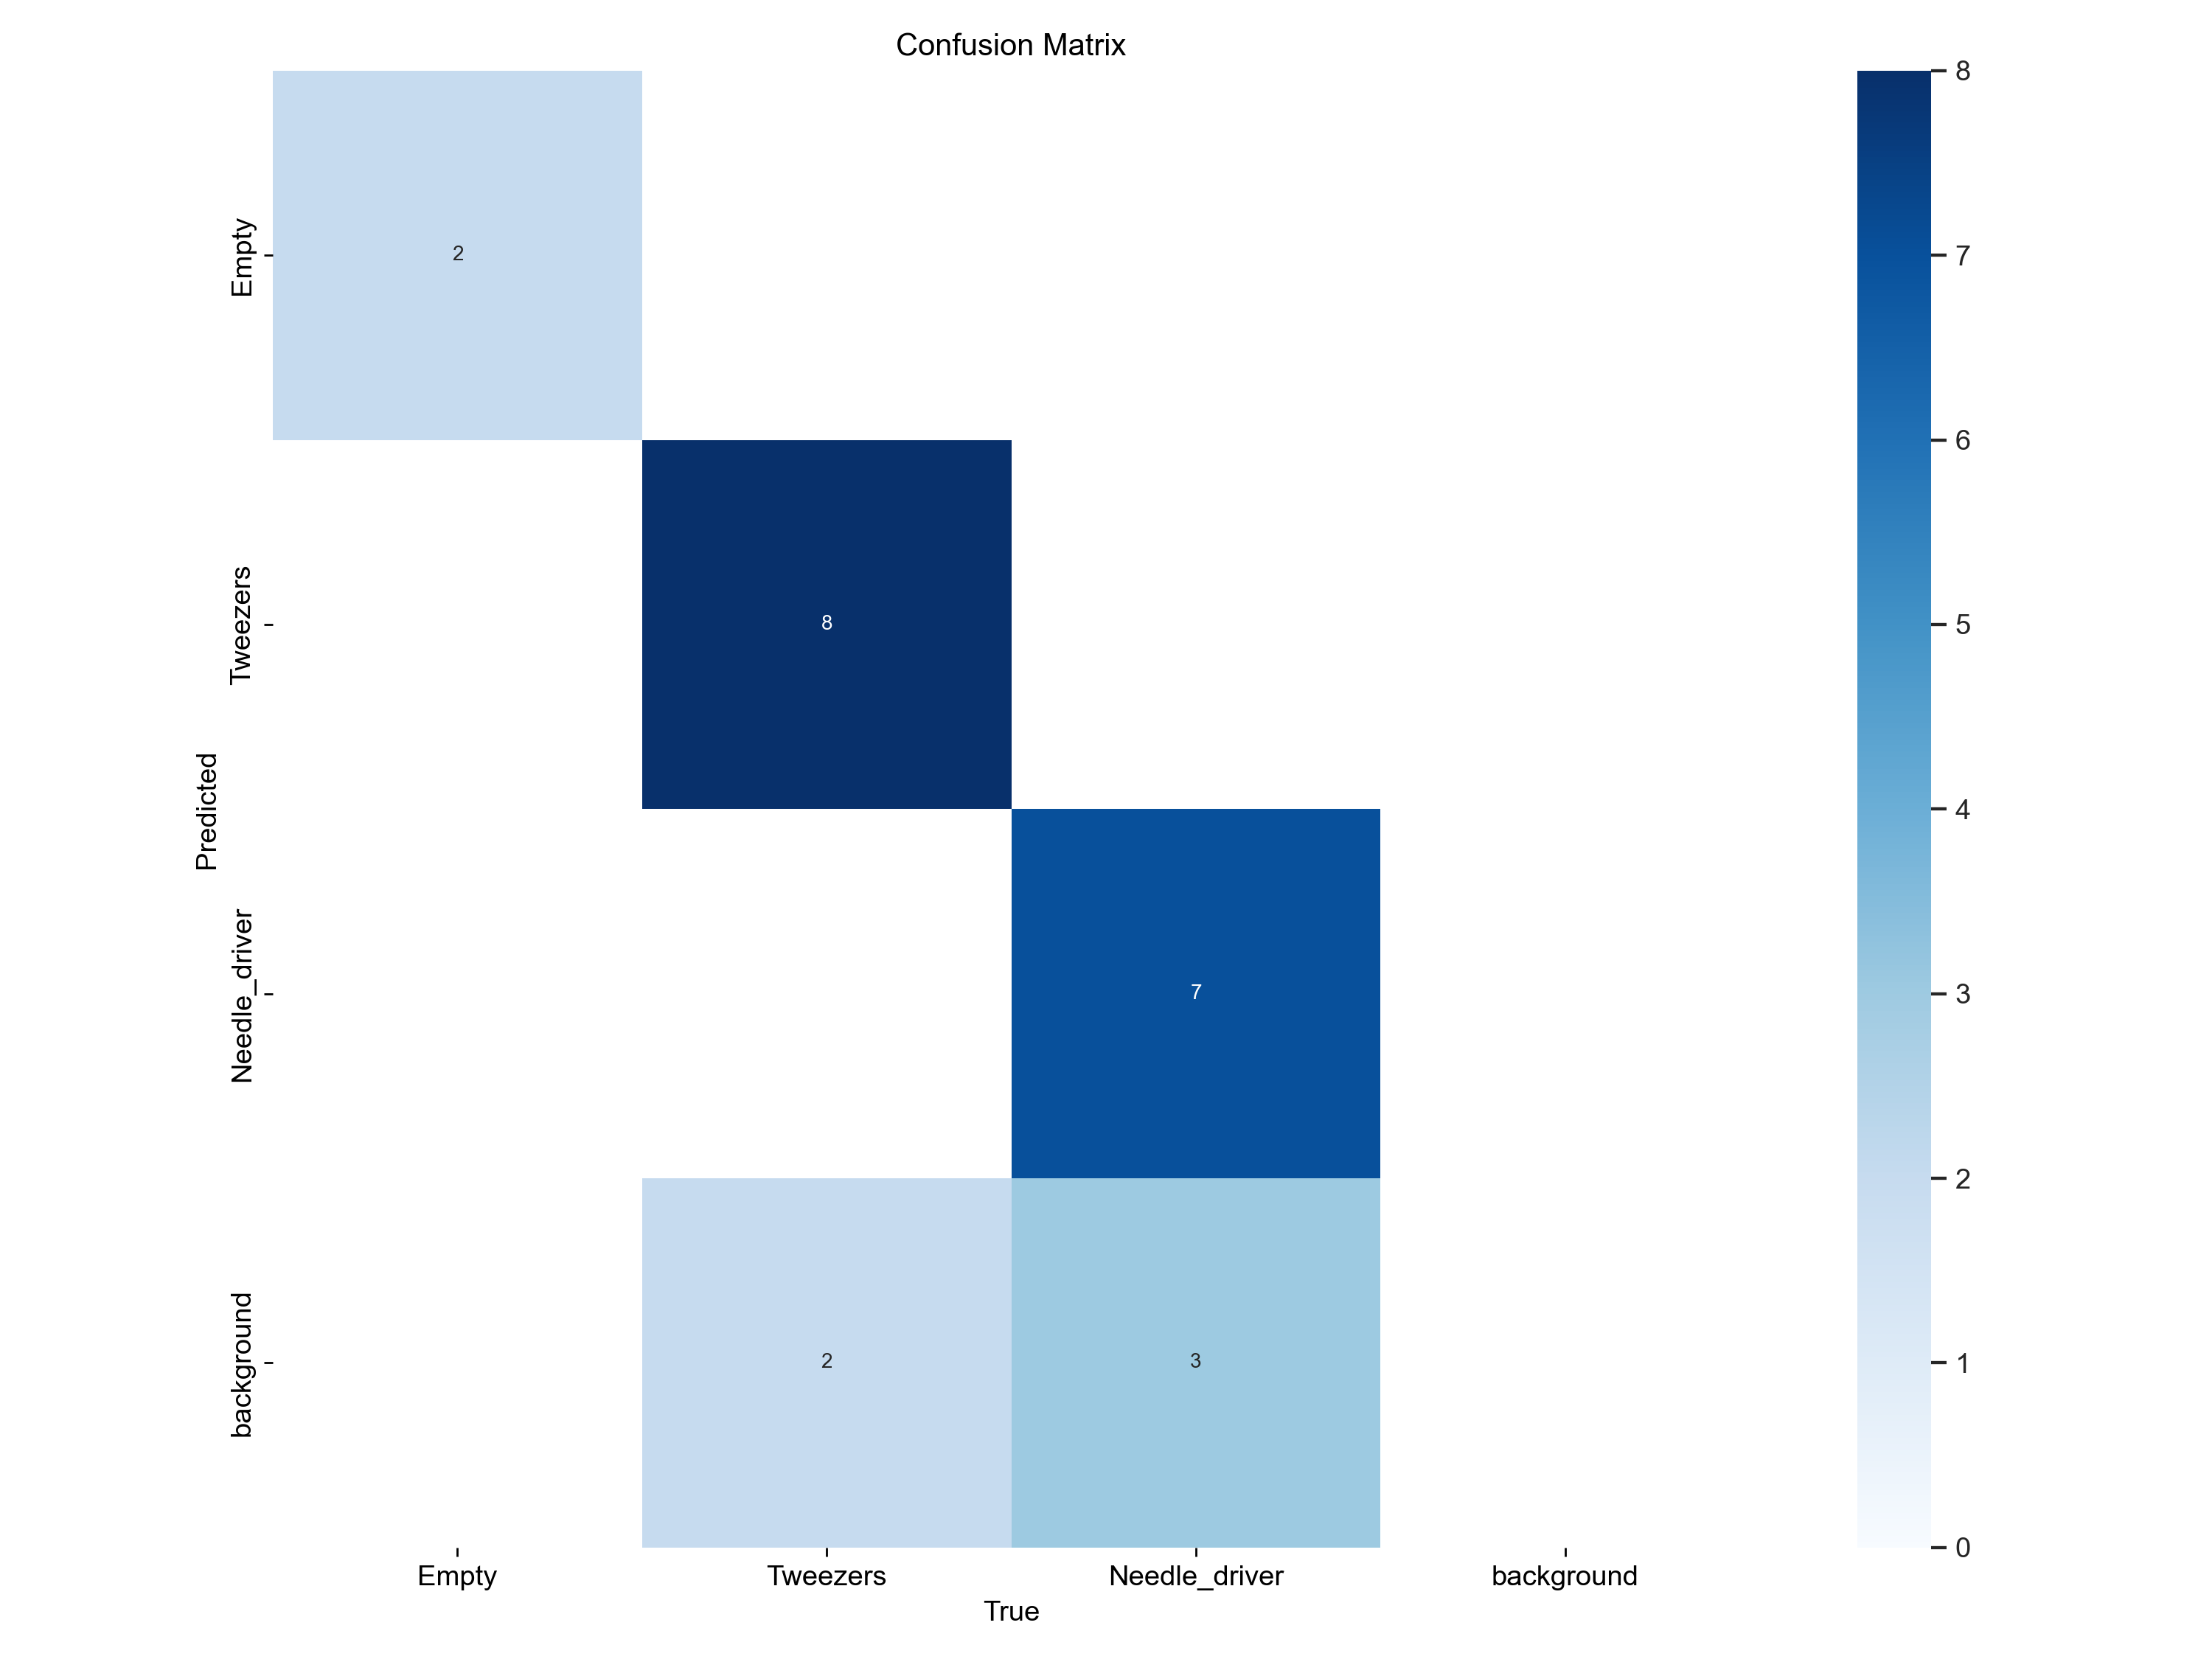 Confusion Matrix
Predicted
Empty
Tweezers
Needle_driver
background
2
8
7
2
3
Empty
Tweezers
Needle_driver
background
True
8
7
6
5
4
3
2
1
0